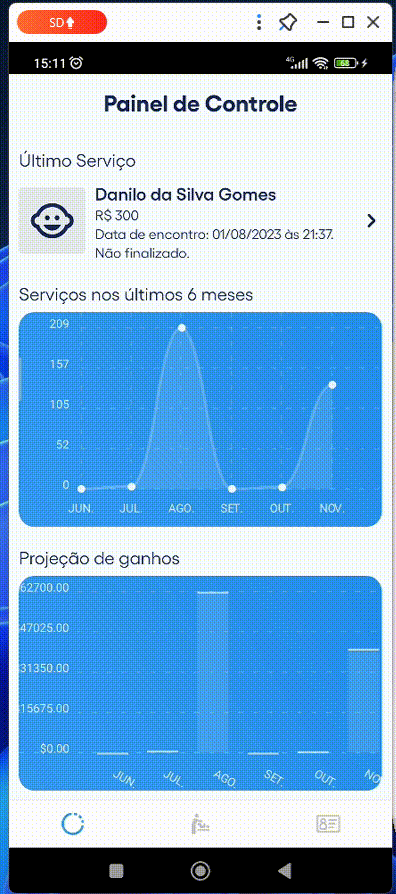 SD
15:11
4G
68
Painel de Controle
Último Serviço
Danilo da Silva Gomes
R$ 300
Data de encontro: 01/08/2023 às 21:37.
Não finalizado.
Serviços nos últimos 6 meses
209
157
105
52
0
JUN. JUL. AGO. SET. OUT. NOV.
Projeção de ganhos
62700.00
47025.00
31350.00
15675.00
$0.00
JUN. JUL. AGO. SET. OUT. NO